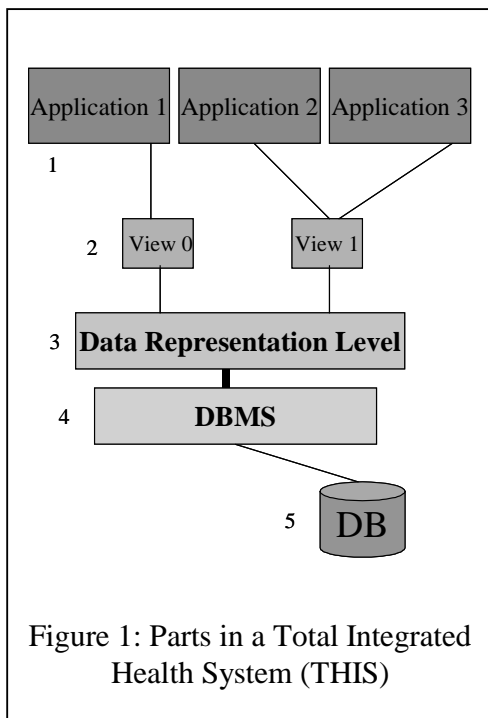 Application 1 Application 2 Application 3
1
2 View 0 View 1
3 Data Representation Level
4 DBMS
5 DB
Figure 1: Parts in a Total Integrated
Health System (THIS)